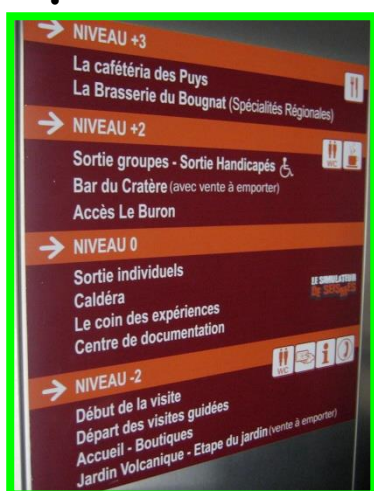 NIVEAU +3
La cafétéria des Puys
La Brasserie du Bougnat (Spécialités Régionales)
NIVEAU +2
Sortie groupes - Sortie Handicapés
WC
Bar du Cratère (avec vente à emporter)
Accès Le Buron
NIVEAU 0
Sortie individuels
LE SIMULATEUR
DE SEISMES
Caldéra
Le coin des expériences
Centre de documentation
NIVEAU -2
WC
i
Début de la visite
Départ des visites guidées
Accueil - Boutiques
Jardin Volcanique - Etape du jardin (vente à emporter)